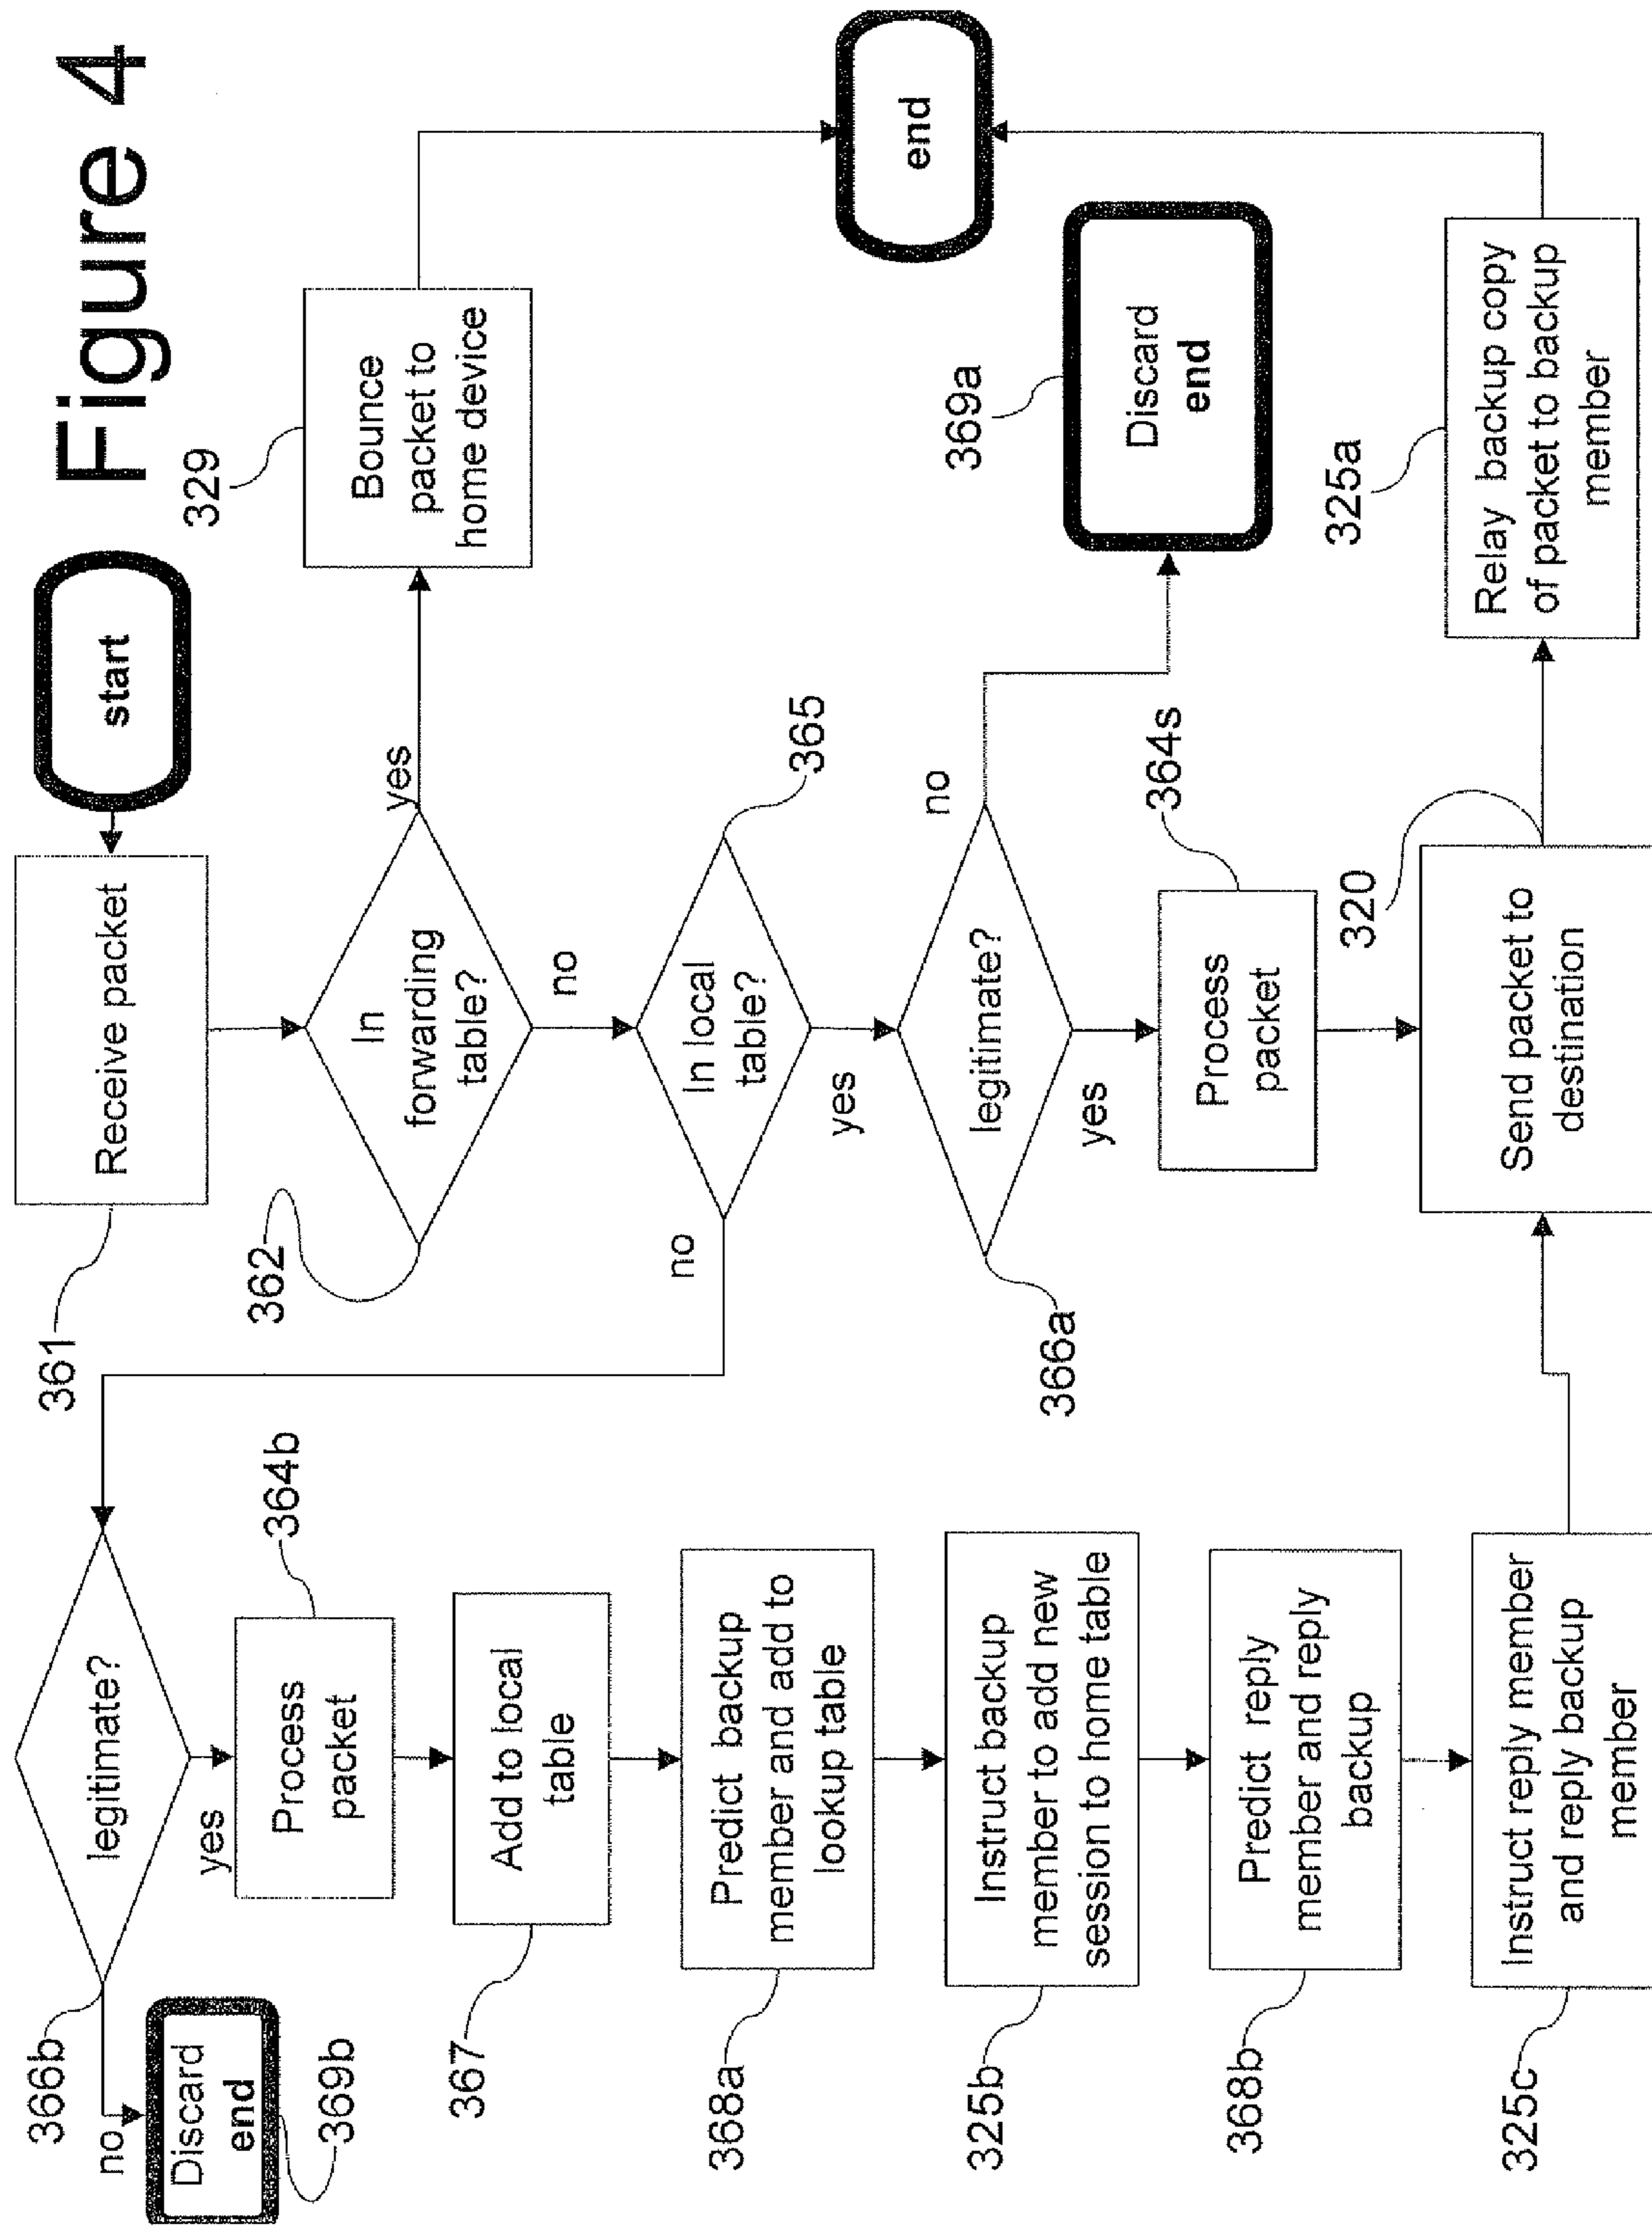 Figure 4
start
Receive packet
361
In
forwarding
table?
362
yes
no
Bounce
packet to
home device
329
end
In local
table?
365
no
yes
legitimate?
366a
no
yes
Discard
end
369a
Process
packet
364s
Send packet to
destination
320
Relay backup copy
of packet to backup
member
325a
legitimate?
366b
no
yes
Discard
end
369b
Process
packet
364b
Add to local
table
367
Predict backup
member and add to
lookup table
368a
Instruct backup
member to add new
session to home table
325b
Predict reply
member and reply
backup
368b
Instruct reply member
and reply backup
member
325c